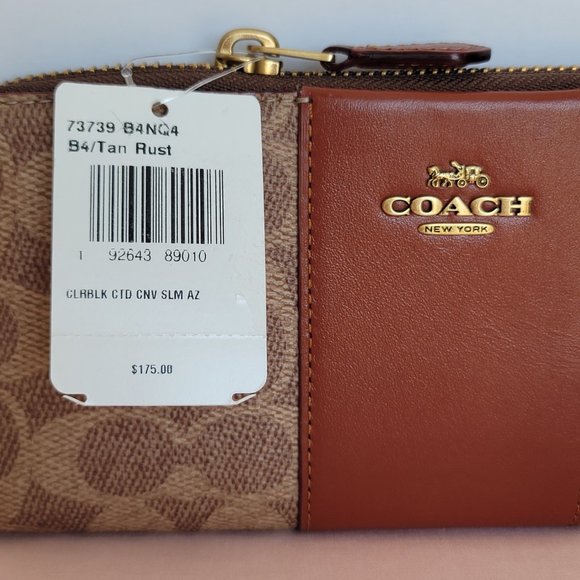 73739 B4NQ4
B4/Tan Rust
1 92643 89010
CLRBLK CTD CNV SLM AZ
$175.00
COACH
NEW YORK